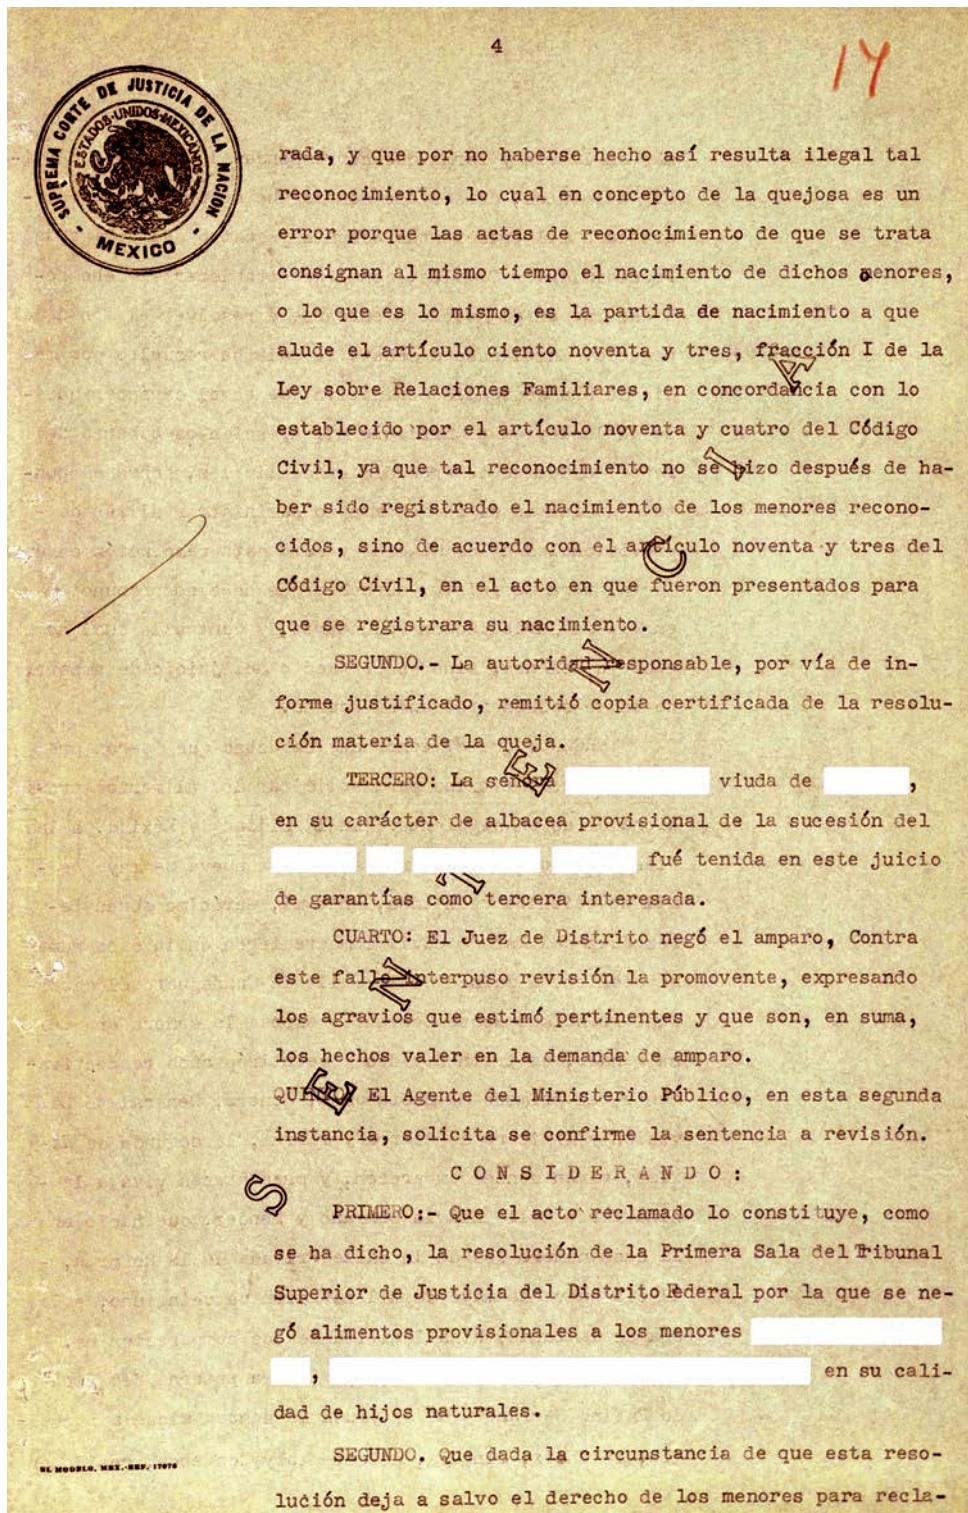 4
14
SUPREMA CORTE DE JUSTICIA DE LA NACION
ESTADOS·UNIDOS·MEXICANOS
- MEXICO -
rada, y que por no haberse hecho así resulta ilegal tal
reconocimiento, lo cual en concepto de la quejosa es un
error porque las actas de reconocimiento de que se trata
consignan al mismo tiempo el nacimiento de dichos menores,
o lo que es lo mismo, es la partida de nacimiento a que
alude el artículo ciento noventa y tres, fracción I de la
Ley sobre Relaciones Familiares, en concordancia con lo
establecido por el artículo noventa y cuatro del Código
Civil, ya que tal reconocimiento no se hizo después de ha-
ber sido registrado el nacimiento de los menores recono-
cidos, sino de acuerdo con el artículo noventa y tres del
Código Civil, en el acto en que fueron presentados para
que se registrara su nacimiento.
SEGUNDO.- La autoridad responsable, por vía de in-
forme justificado, remitió copia certificada de la resolu-
ción materia de la queja.
TERCERO: La señora viuda de ,
en su carácter de albacea provisional de la sucesión del
fué tenida en este juicio
de garantías como tercera interesada.
CUARTO: El Juez de Distrito negó el amparo, Contra
este fallo interpuso revisión la promovente, expresando
los agravios que estimó pertinentes y que son, en suma,
los hechos valer en la demanda de amparo.
QUINTO: El Agente del Ministerio Público, en esta segunda
instancia, solicita se confirme la sentencia a revisión.
C O N S I D E R A N D O :
PRIMERO:- Que el acto reclamado lo constituye, como
se ha dicho, la resolución de la Primera Sala del Tribunal
Superior de Justicia del Distrito Federal por la que se ne-
gó alimentos provisionales a los menores
, en su cali-
dad de hijos naturales.
SEGUNDO. Que dada la circunstancia de que esta reso-
lución deja a salvo el derecho de los menores para recla-
SENTENCIA
EL MODELO, MEX.-REF. 17076